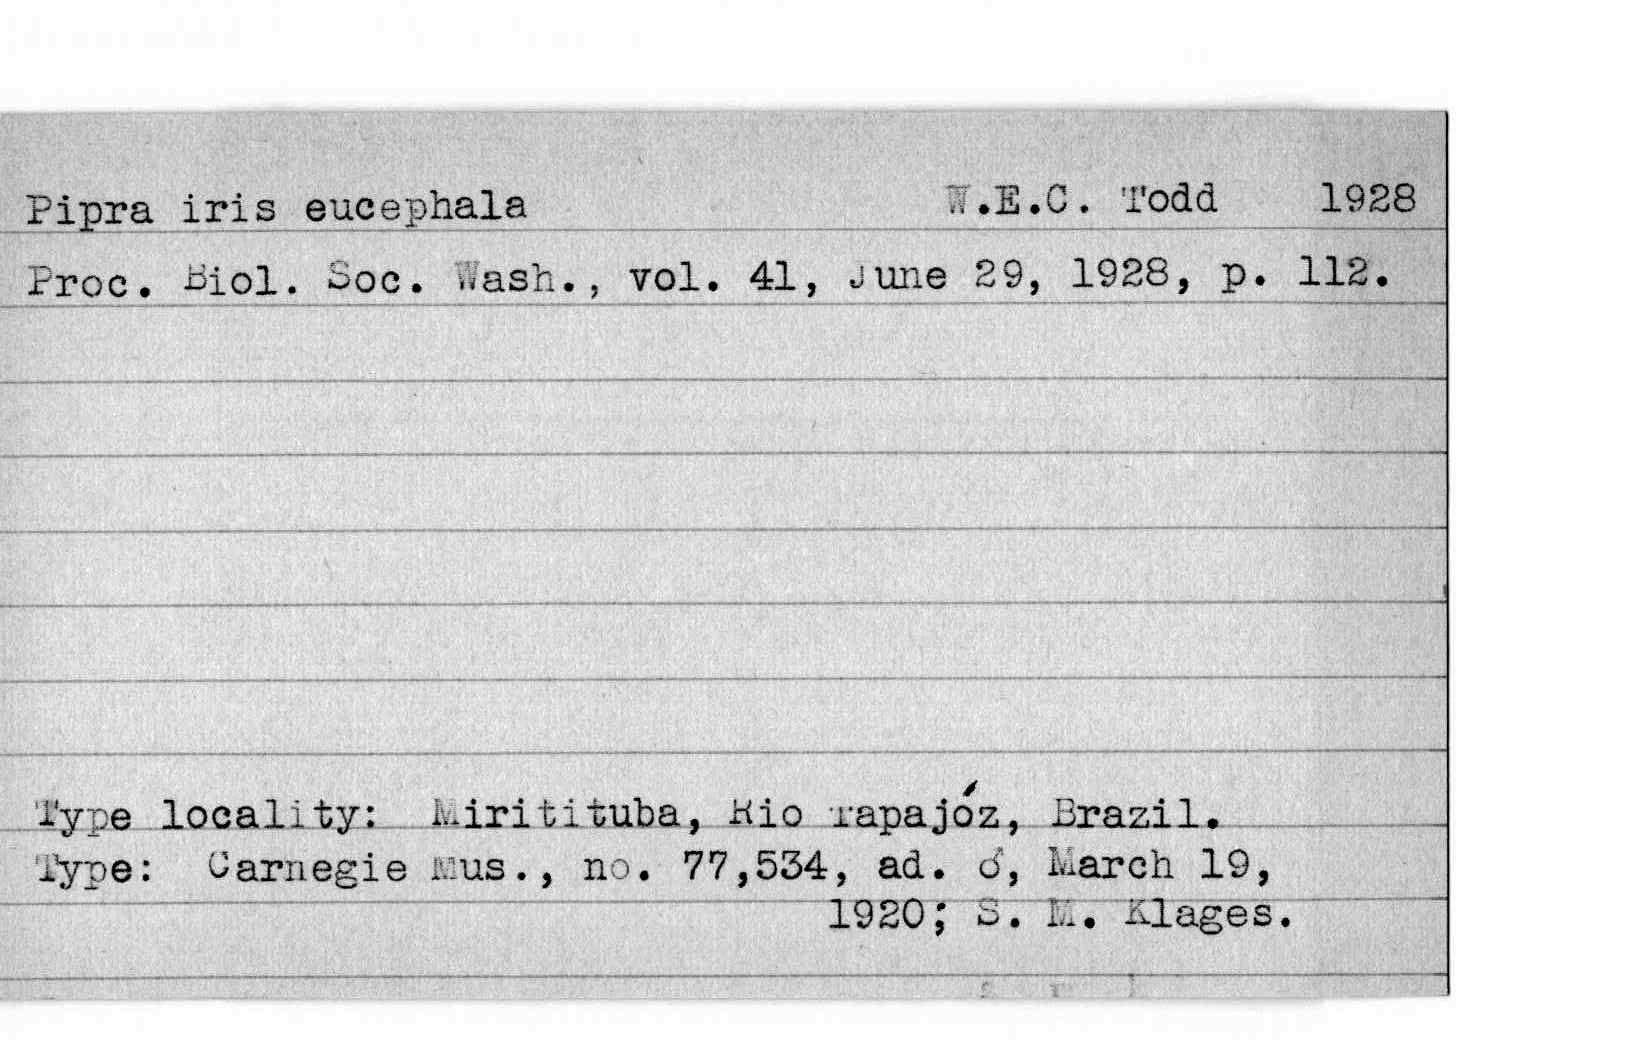 Pipra iris eucephala W.E.C. Todd 1928
Proc. Biol. Soc. Wash., vol. 41, June 29, 1928, p. 112.
Type locality: Miritituba, Rio Tapajóz, Brazil.
Type: Carnegie Mus., no. 77,534, ad. ♂, March 19,
1920; S. M. Klages.